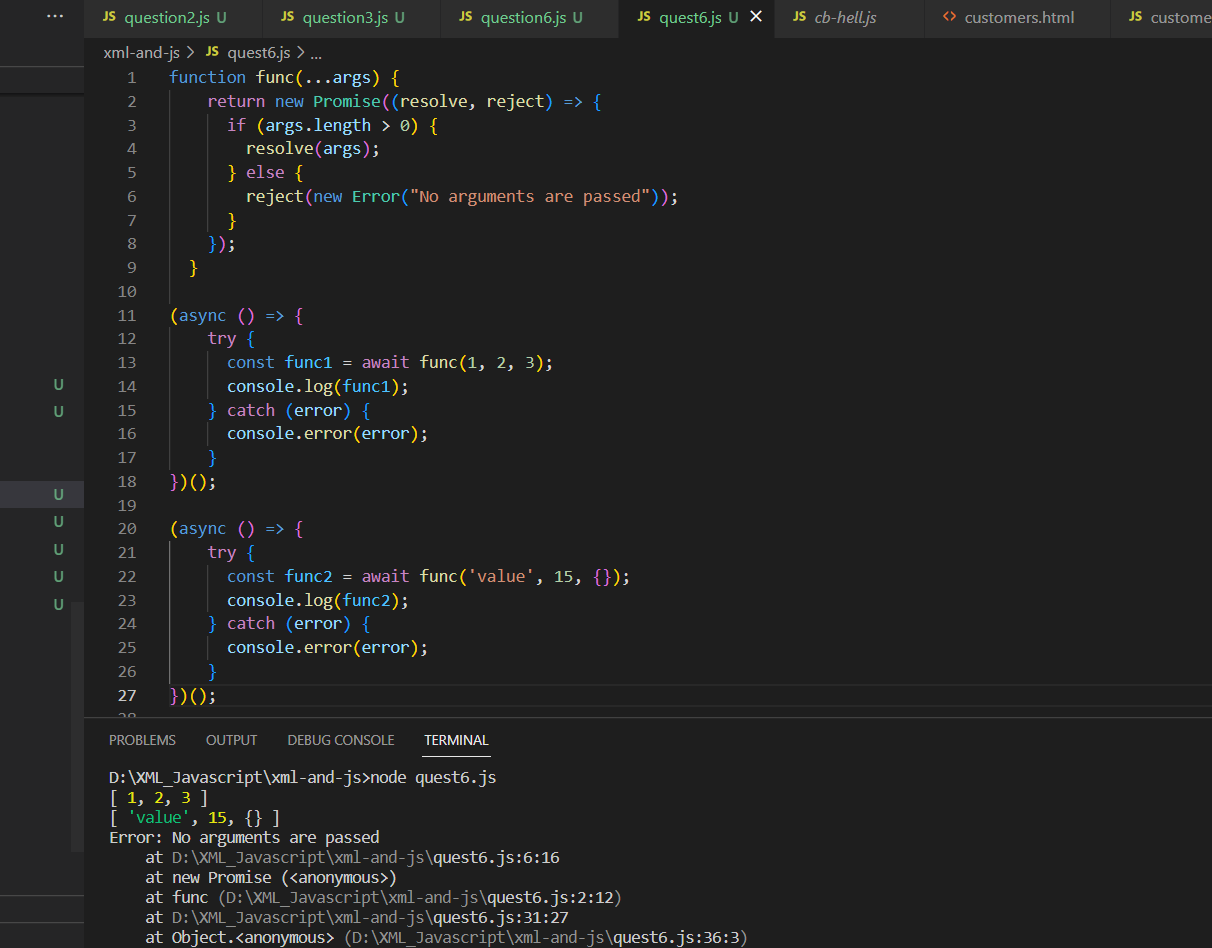 ··· JS question2.js U JS question3.js U JS question6.js U JS quest6.js U × JS cb-hell.js <> customers.html JS custome
xml-and-js > JS quest6.js > ...
1 function func(...args) {
2     return new Promise((resolve, reject) => {
3       if (args.length > 0) {
4         resolve(args);
5       } else {
6         reject(new Error("No arguments are passed"));
7       }
8     });
9   }
10
11 (async () => {
12     try {
13       const func1 = await func(1, 2, 3);
14       console.log(func1);
15     } catch (error) {
16       console.error(error);
17     }
18 })();
19
20 (async () => {
21     try {
22       const func2 = await func('value', 15, {});
23       console.log(func2);
24     } catch (error) {
25       console.error(error);
26     }
27 })();
28
U
U
U
U
U
U
U
PROBLEMS OUTPUT DEBUG CONSOLE TERMINAL
D:\XML_Javascript\xml-and-js>node quest6.js
[ 1, 2, 3 ]
[ 'value', 15, {} ]
Error: No arguments are passed
    at D:\XML_Javascript\xml-and-js\quest6.js:6:16
    at new Promise (<anonymous>)
    at func (D:\XML_Javascript\xml-and-js\quest6.js:2:12)
    at D:\XML_Javascript\xml-and-js\quest6.js:31:27
    at Object.<anonymous> (D:\XML_Javascript\xml-and-js\quest6.js:36:3)